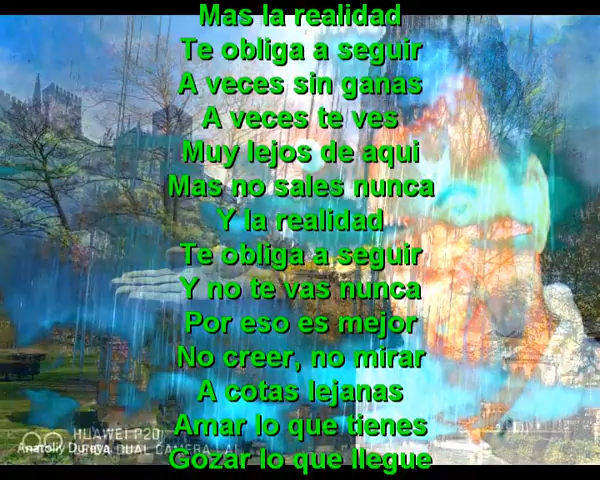 Mas la realidad
Te obliga a seguir
A veces sin ganas
A veces te ves
Muy lejos de aqui
Mas no sales nunca
Y la realidad
Te obliga a seguir
Y no te vas nunca
Por eso es mejor
No creer, no mirar
A cotas lejanas
Amar lo que tienes
Gozar lo que llegue
HUAWEI P20
Anatoliy Dureya
DUAL CAMERA